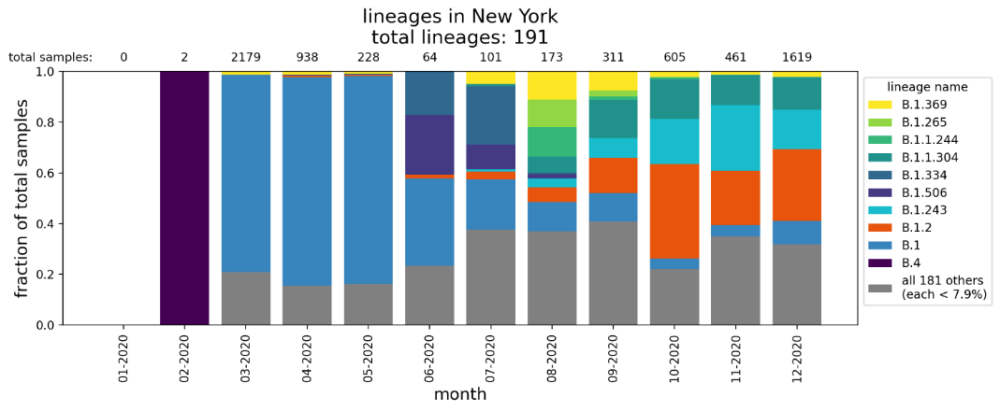 lineages in New York
total lineages: 191
total samples: 0 2 2179 938 228 64 101 173 311 605 461 1619
fraction of total samples
1.0
0.8
0.6
0.4
0.2
0.0
01-2020 02-2020 03-2020 04-2020 05-2020 06-2020 07-2020 08-2020 09-2020 10-2020 11-2020 12-2020
month
lineage name
B.1.369
B.1.265
B.1.1.244
B.1.1.304
B.1.334
B.1.506
B.1.243
B.1.2
B.1
B.4
all 181 others
(each < 7.9%)